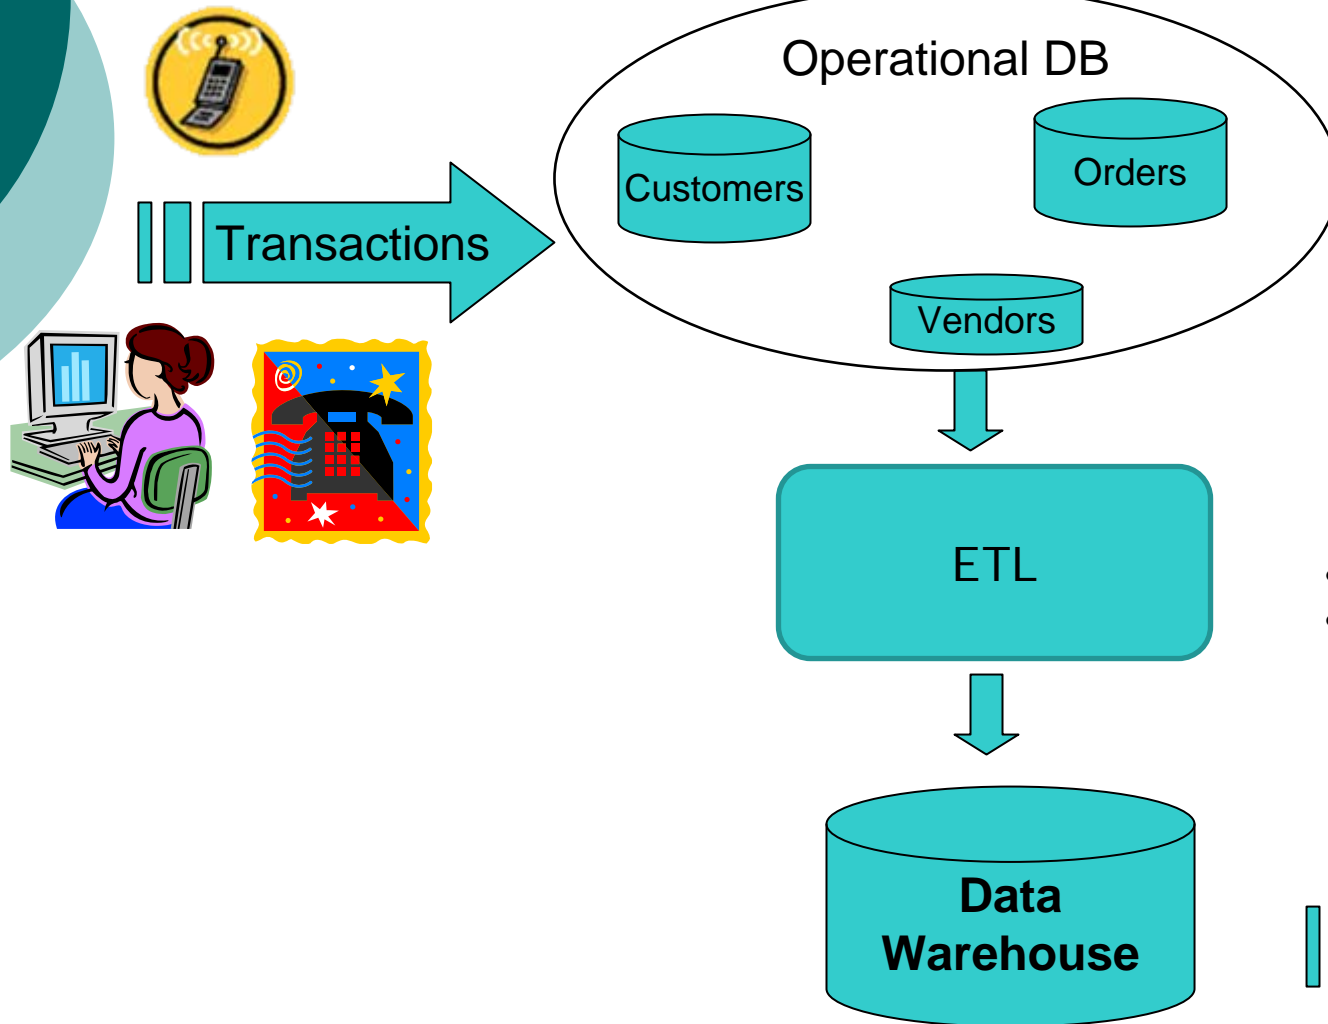 Operational DB
Customers
Orders
Transactions
Vendors
ETL
Data
Warehouse